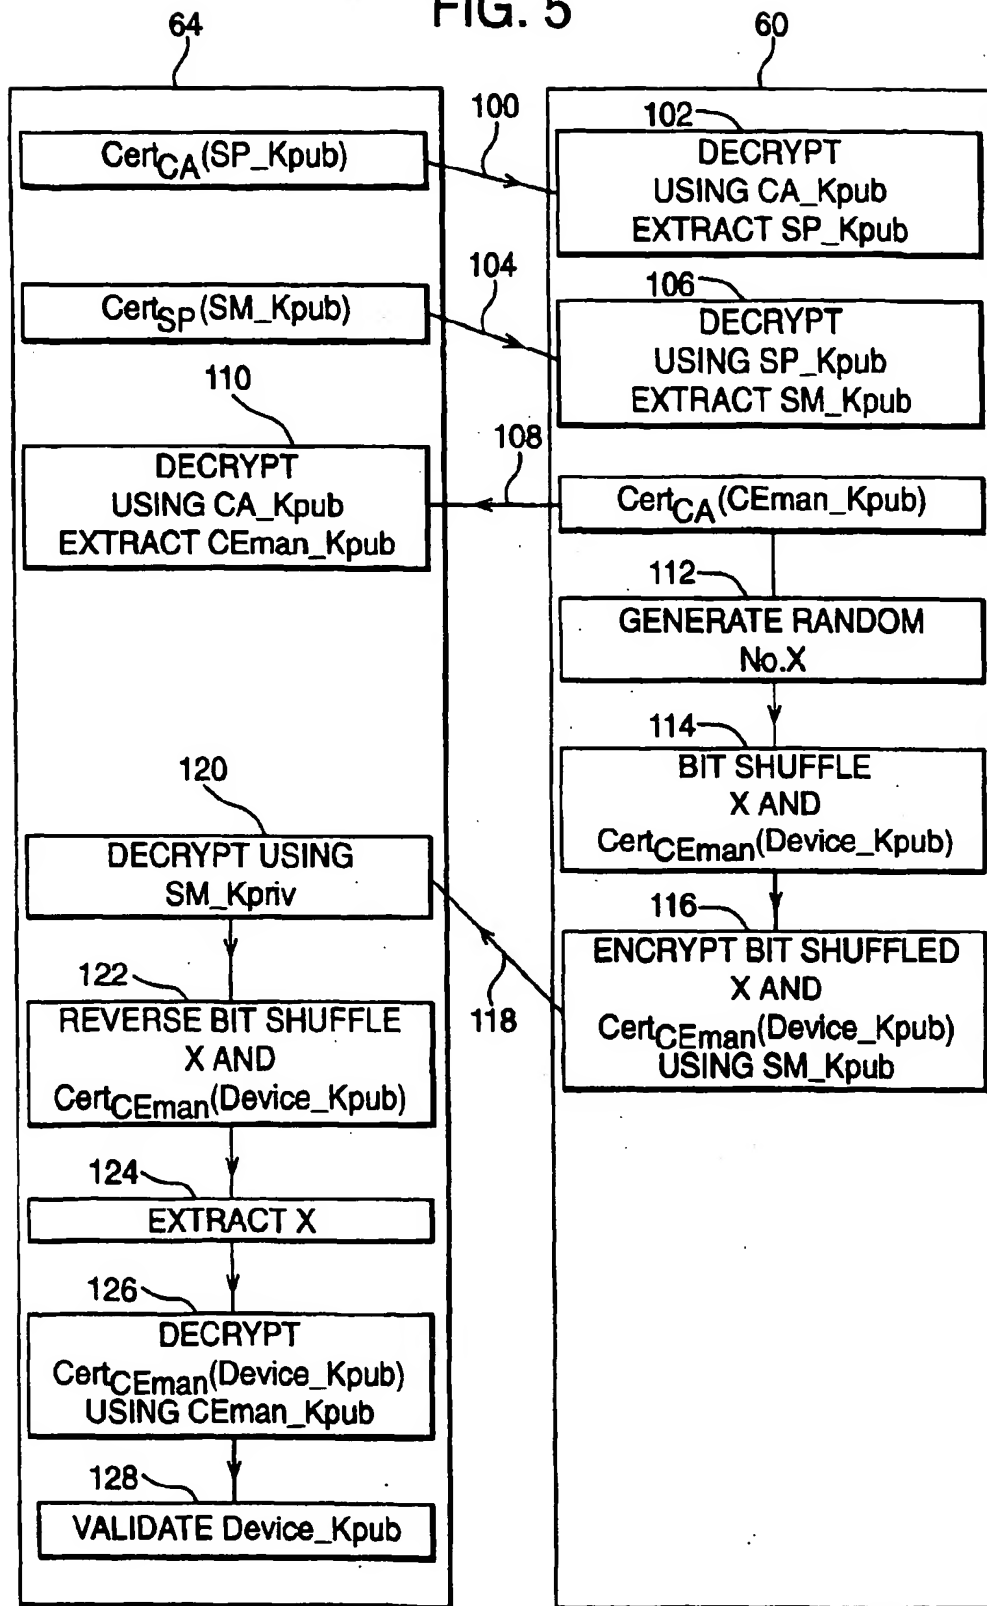 FIG. 5
64
60
100
CertCA(SP_Kpub)
102
DECRYPT
USING CA_Kpub
EXTRACT SP_Kpub
104
CertSP(SM_Kpub)
106
DECRYPT
USING SP_Kpub
EXTRACT SM_Kpub
110
DECRYPT
USING CA_Kpub
EXTRACT CEman_Kpub
108
CertCA(CEman_Kpub)
112
GENERATE RANDOM
No.X
114
BIT SHUFFLE
X AND
CertCEman(Device_Kpub)
116
ENCRYPT BIT SHUFFLED
X AND
CertCEman(Device_Kpub)
USING SM_Kpub
118
120
DECRYPT USING
SM_Kpriv
122
REVERSE BIT SHUFFLE
X AND
CertCEman(Device_Kpub)
124
EXTRACT X
126
DECRYPT
CertCEman(Device_Kpub)
USING CEman_Kpub
128
VALIDATE Device_Kpub